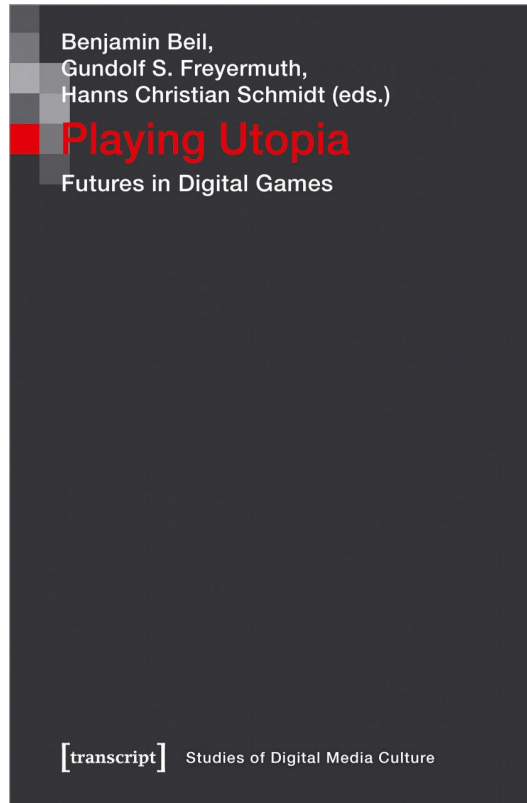 Benjamin Beil,
Gundolf S. Freyermuth,
Hanns Christian Schmidt (eds.)
Playing Utopia
Futures in Digital Games
[transcript] Studies of Digital Media Culture